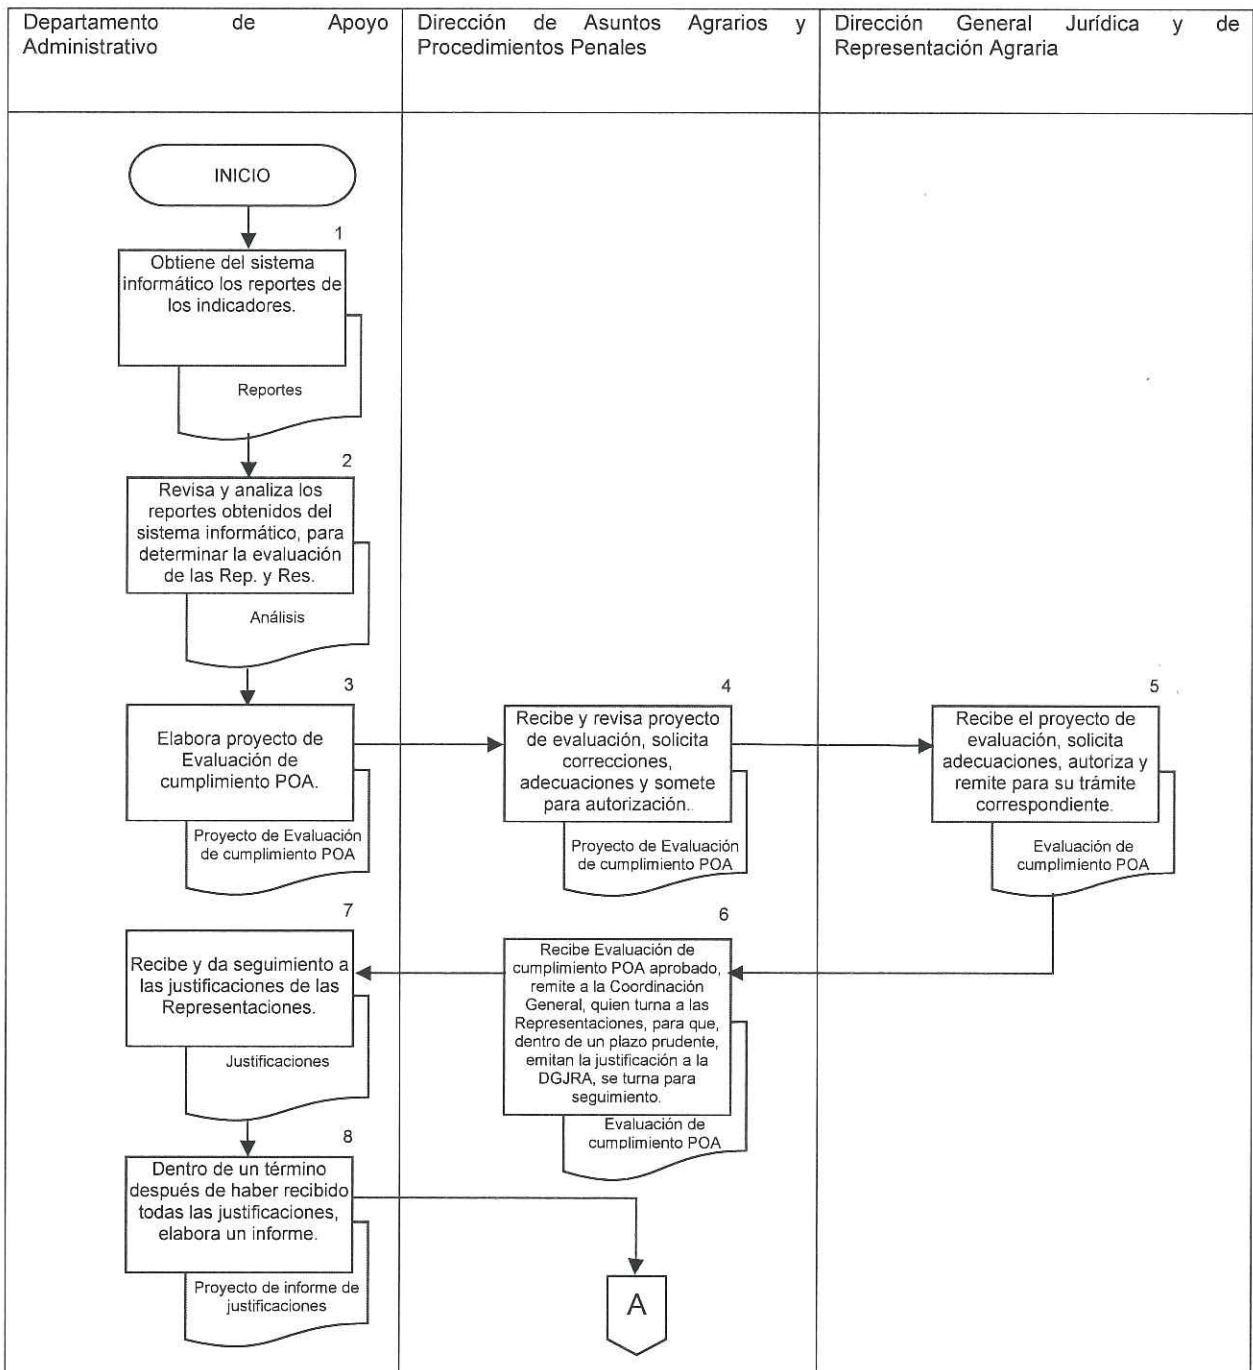 Departamento de Apoyo
Administrativo
Dirección de Asuntos Agrarios y
Procedimientos Penales
Dirección General Jurídica y de
Representación Agraria
INICIO
1
Obtiene del sistema
informático los reportes de
los indicadores.
Reportes
2
Revisa y analiza los
reportes obtenidos del
sistema informático, para
determinar la evaluación
de las Rep. y Res.
Análisis
3
Elabora proyecto de
Evaluación de
cumplimiento POA.
Proyecto de Evaluación
de cumplimiento POA
4
Recibe y revisa proyecto
de evaluación, solicita
correcciones,
adecuaciones y somete
para autorización.
Proyecto de Evaluación
de cumplimiento POA
5
Recibe el proyecto de
evaluación, solicita
adecuaciones, autoriza y
remite para su trámite
correspondiente.
Evaluación de
cumplimiento POA
6
Recibe Evaluación de
cumplimiento POA aprobado,
remite a la Coordinación
General, quien turna a las
Representaciones, para que,
dentro de un plazo prudente,
emitan la justificación a la
DGJRA, se turna para
seguimiento.
Evaluación de
cumplimiento POA
7
Recibe y da seguimiento a
las justificaciones de las
Representaciones.
Justificaciones
8
Dentro de un término
después de haber recibido
todas las justificaciones,
elabora un informe.
Proyecto de informe de
justificaciones
A